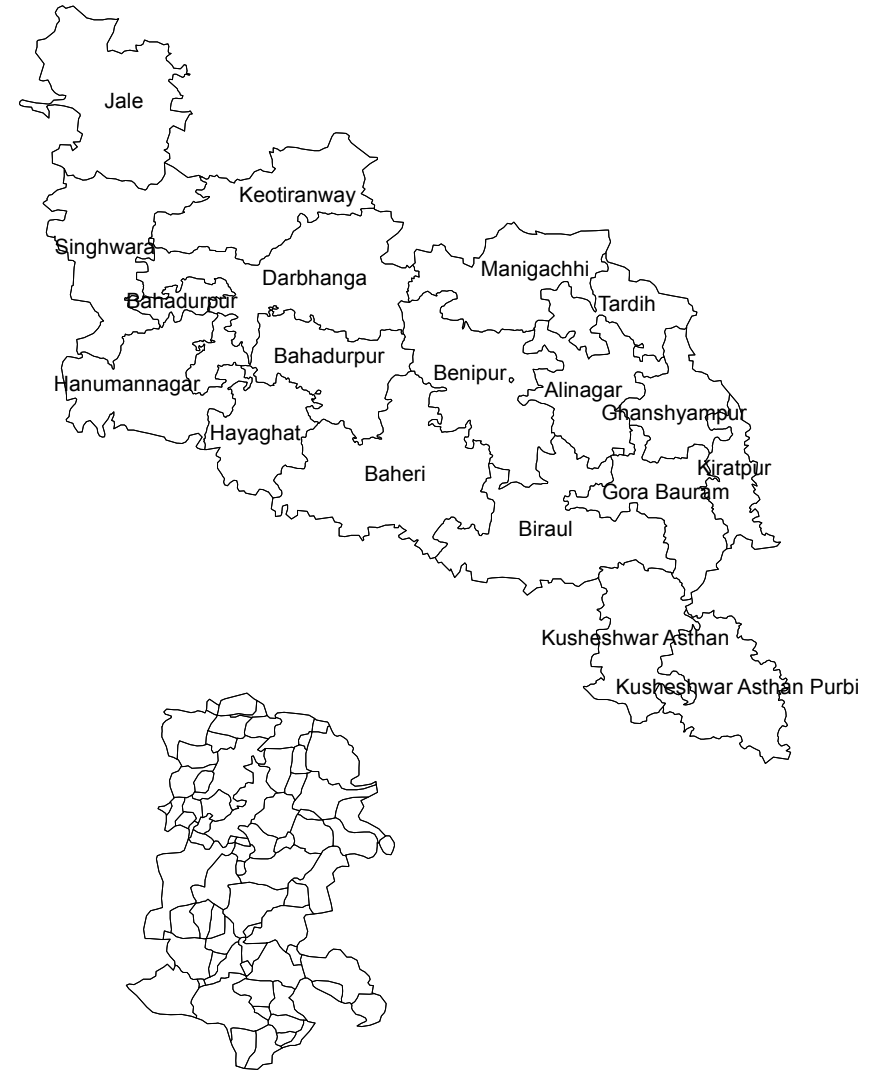 Jale
Keotiranway
Singhwara
Manigachhi
Darbhanga
Bahadurpur
Tardih
Bahadurpur
Benipur
Hanumannagar
Alinagar
Ghanshyampur
Hayaghat
Kiratpur
Baheri
Gora Bauram
Biraul
Kusheshwar Asthan
Kusheshwar Asthan Purbi